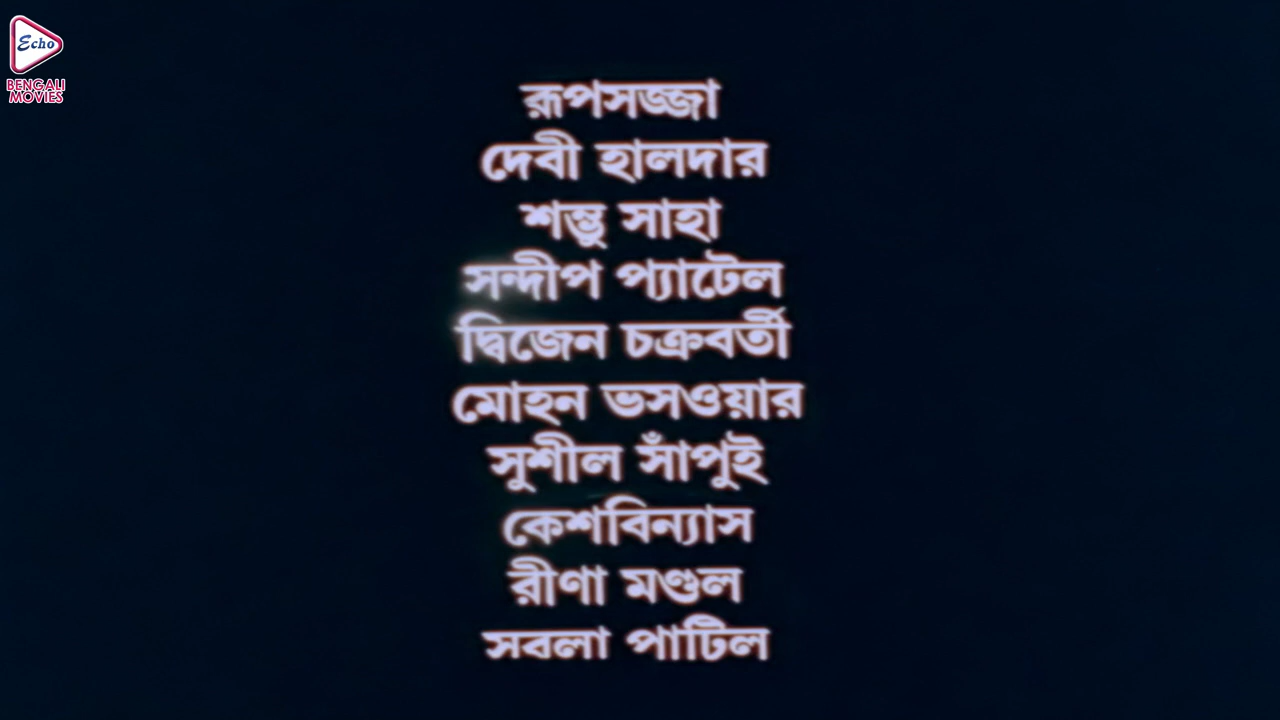 Echo
BENGALI
MOVIES
রূপসজ্জা
দেবী হালদার
শম্ভু সাহা
সন্দীপ প্যাটেল
দ্বিজেন চক্রবর্তী
মোহন ভসওয়ার
সুশীল সাঁপুই
কেশবিন্যাস
রীণা মণ্ডল
সবলা পাটিল